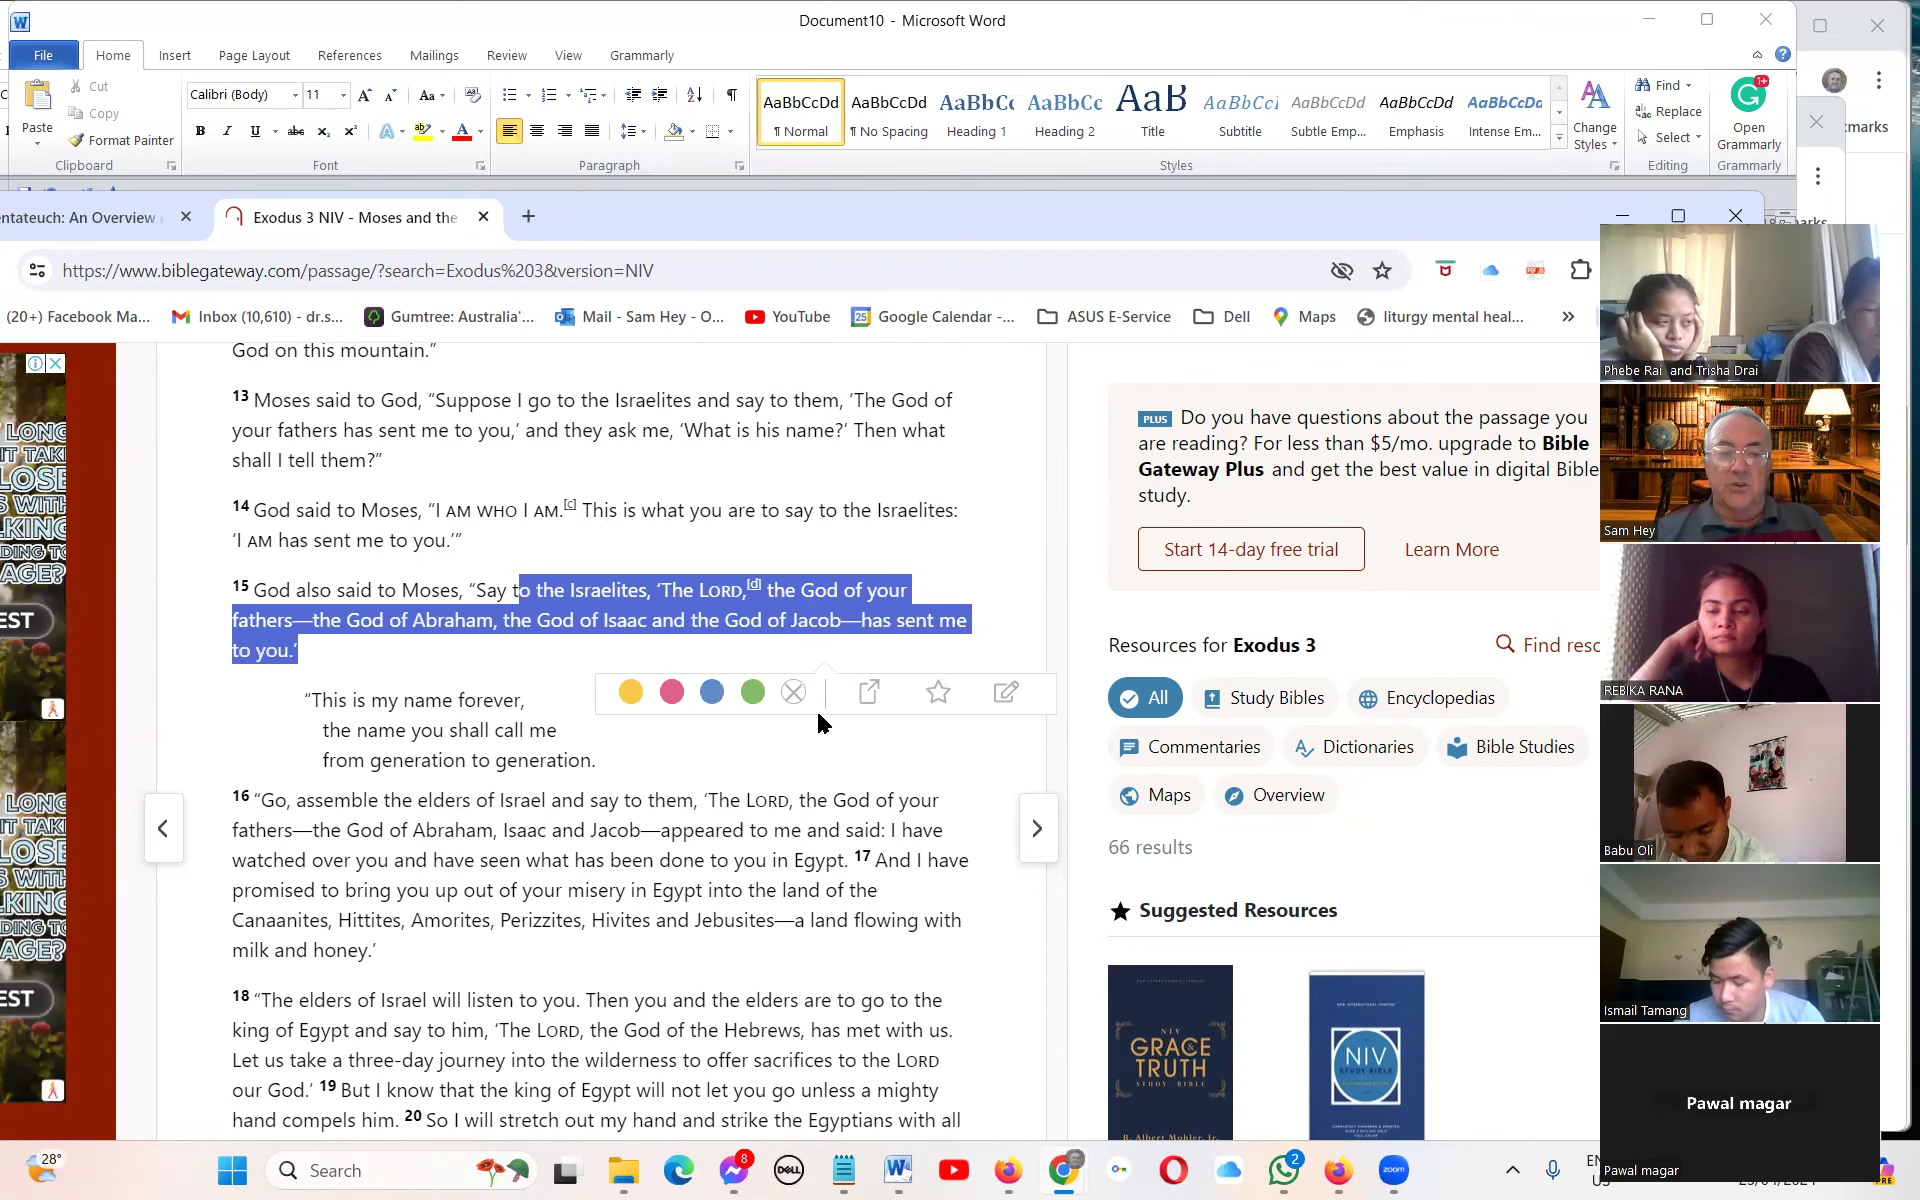 Document10 - Microsoft Word
File Home Insert Page Layout References Mailings Review View Grammarly
Paste
Cut
Copy
Format Painter
Clipboard
Calibri (Body) 11
Font
Paragraph
AaBbCcDd AaBbCcDd AaBbCc AaBbCc AaB AaBbCcl AaBbCcDd AaBbCcDd AaBbCcDd
¶ Normal ¶ No Spacing Heading 1 Heading 2 Title Subtitle Subtle Emp... Emphasis Intense Em...
Styles
Change Styles
Find
Replace
Select
Editing
Open Grammarly
Grammarly
1+
kmarks
arks
entateuch: An Overview
Exodus 3 NIV - Moses and the
https://www.biblegateway.com/passage/?search=Exodus%203&version=NIV
(20+) Facebook Ma... Inbox (10,610) - dr.s... Gumtree: Australia'... Mail - Sam Hey - O... YouTube Google Calendar -... ASUS E-Service Dell Maps liturgy mental heal... »
God on this mountain.”
13 Moses said to God, “Suppose I go to the Israelites and say to them, ‘The God of
your fathers has sent me to you,’ and they ask me, ‘What is his name?’ Then what
shall I tell them?”
14 God said to Moses, “I AM WHO I AM.[c] This is what you are to say to the Israelites:
‘I AM has sent me to you.’”
15 God also said to Moses, “Say to the Israelites, ‘The LORD,[d] the God of your
fathers—the God of Abraham, the God of Isaac and the God of Jacob—has sent me
to you.’
“This is my name forever,
the name you shall call me
from generation to generation.
16 “Go, assemble the elders of Israel and say to them, ‘The LORD, the God of your
fathers—the God of Abraham, Isaac and Jacob—appeared to me and said: I have
watched over you and have seen what has been done to you in Egypt. 17 And I have
promised to bring you up out of your misery in Egypt into the land of the
Canaanites, Hittites, Amorites, Perizzites, Hivites and Jebusites—a land flowing with
milk and honey.’
18 “The elders of Israel will listen to you. Then you and the elders are to go to the
king of Egypt and say to him, ‘The LORD, the God of the Hebrews, has met with us.
Let us take a three-day journey into the wilderness to offer sacrifices to the LORD
our God.’ 19 But I know that the king of Egypt will not let you go unless a mighty
hand compels him. 20 So I will stretch out my hand and strike the Egyptians with all
PLUS Do you have questions about the passage you
are reading? For less than $5/mo. upgrade to Bible
Gateway Plus and get the best value in digital Bible
study.
Start 14-day free trial Learn More
Resources for Exodus 3
Find resc
All Study Bibles Encyclopedias
Commentaries Dictionaries Bible Studies
Maps Overview
66 results
Suggested Resources
NIV
GRACE &
TRUTH
STUDY BIBLE
R. Albert Mohler, Jr.
NIV
STUDY BIBLE
Phebe Rai and Trisha Drai
Sam Hey
REBIKA RANA
Babu Oli
Ismail Tamang
Pawal magar
Pawal magar
28°
Search
8
DELL
2
zoom